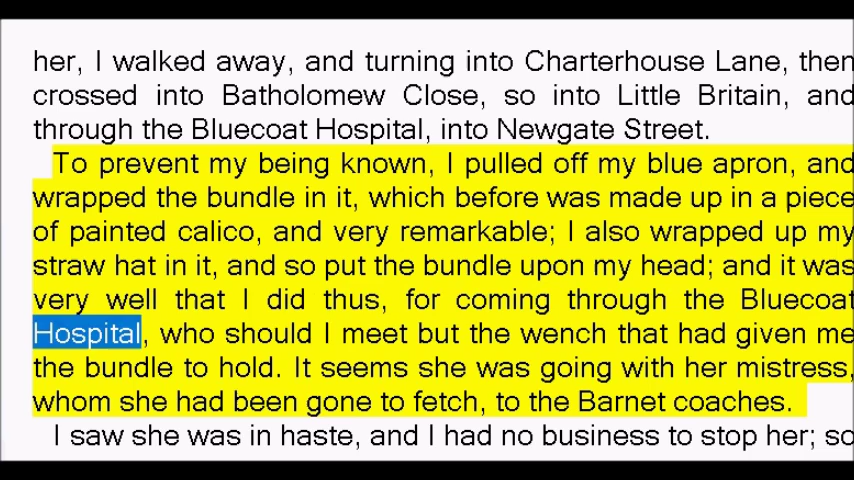 her, I walked away, and turning into Charterhouse Lane, then
crossed into Batholomew Close, so into Little Britain, and
through the Bluecoat Hospital, into Newgate Street.
To prevent my being known, I pulled off my blue apron, and
wrapped the bundle in it, which before was made up in a piece
of painted calico, and very remarkable; I also wrapped up my
straw hat in it, and so put the bundle upon my head; and it was
very well that I did thus, for coming through the Bluecoat
Hospital, who should I meet but the wench that had given me
the bundle to hold. It seems she was going with her mistress,
whom she had been gone to fetch, to the Barnet coaches.
I saw she was in haste, and I had no business to stop her; so